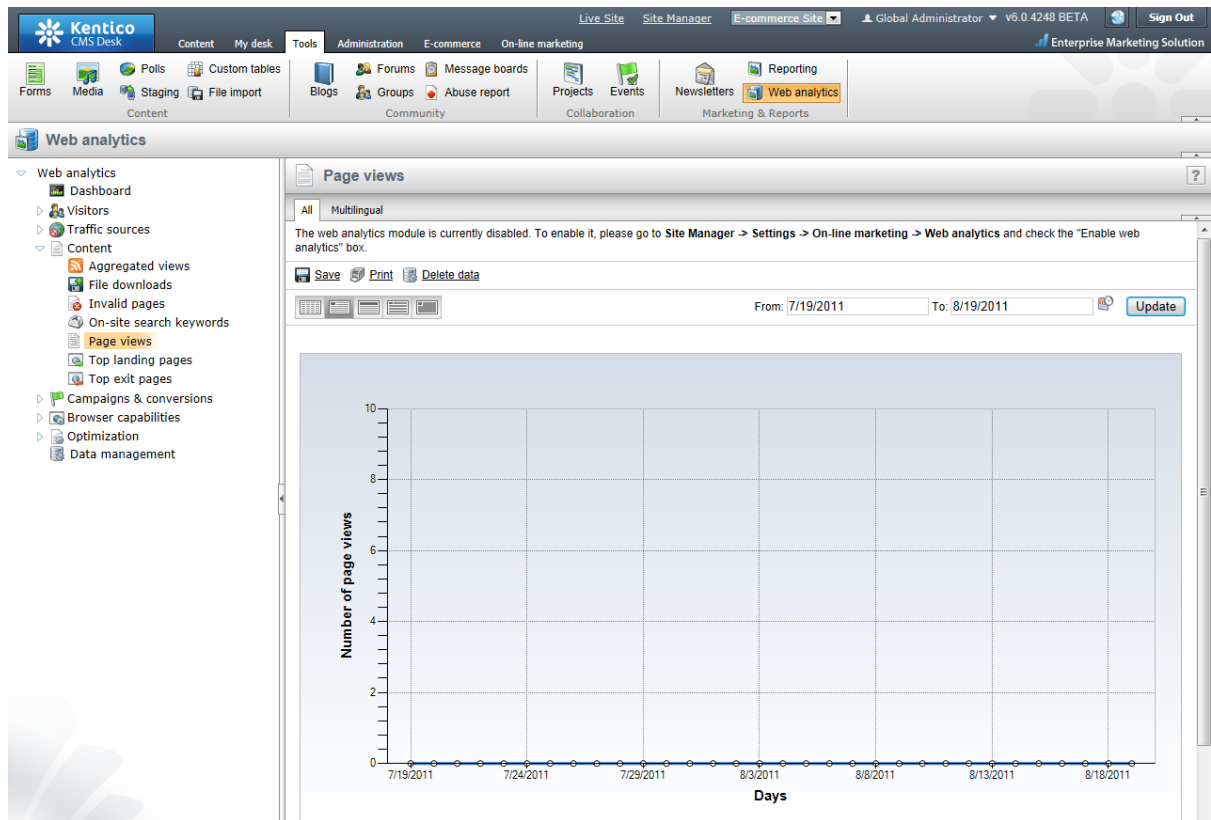 Kentico
CMS Desk
Live Site Site Manager E-commerce Site Global Administrator v6.0.4248 BETA Sign Out
Content My desk Tools Administration E-commerce On-line marketing Enterprise Marketing Solution
Forms Media Polls Custom tables Staging File import
Content
Blogs Forums Message boards Groups Abuse report
Community
Projects Events
Collaboration
Newsletters Reporting Web analytics
Marketing & Reports
Web analytics
Web analytics
Dashboard
Visitors
Traffic sources
Content
Aggregated views
File downloads
Invalid pages
On-site search keywords
Page views
Top landing pages
Top exit pages
Campaigns & conversions
Browser capabilities
Optimization
Data management
Page views ?
All Multilingual
The web analytics module is currently disabled. To enable it, please go to Site Manager -> Settings -> On-line marketing -> Web analytics and check the "Enable web
analytics" box.
Save Print Delete data
From: 7/19/2011 To: 8/19/2011 Update
10
8
6
4
2
0
Number of page views
7/19/2011 7/24/2011 7/29/2011 8/3/2011 8/8/2011 8/13/2011 8/18/2011
Days